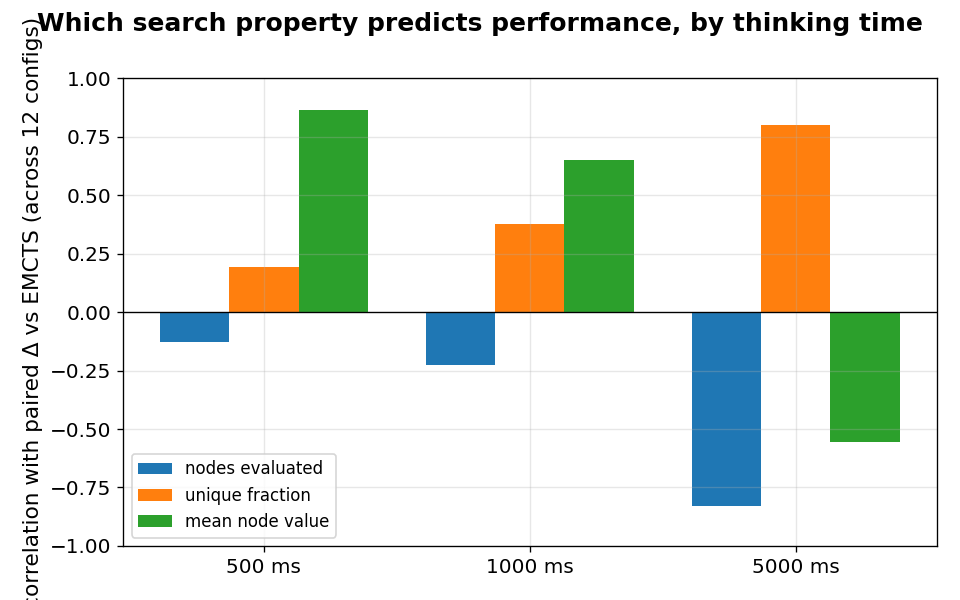 Which search property predicts performance, by thinking time
correlation with paired Δ vs EMCTS (across 12 configs)
1.00
0.75
0.50
0.25
0.00
−0.25
−0.50
−0.75
−1.00
nodes evaluated
unique fraction
mean node value
500 ms
1000 ms
5000 ms